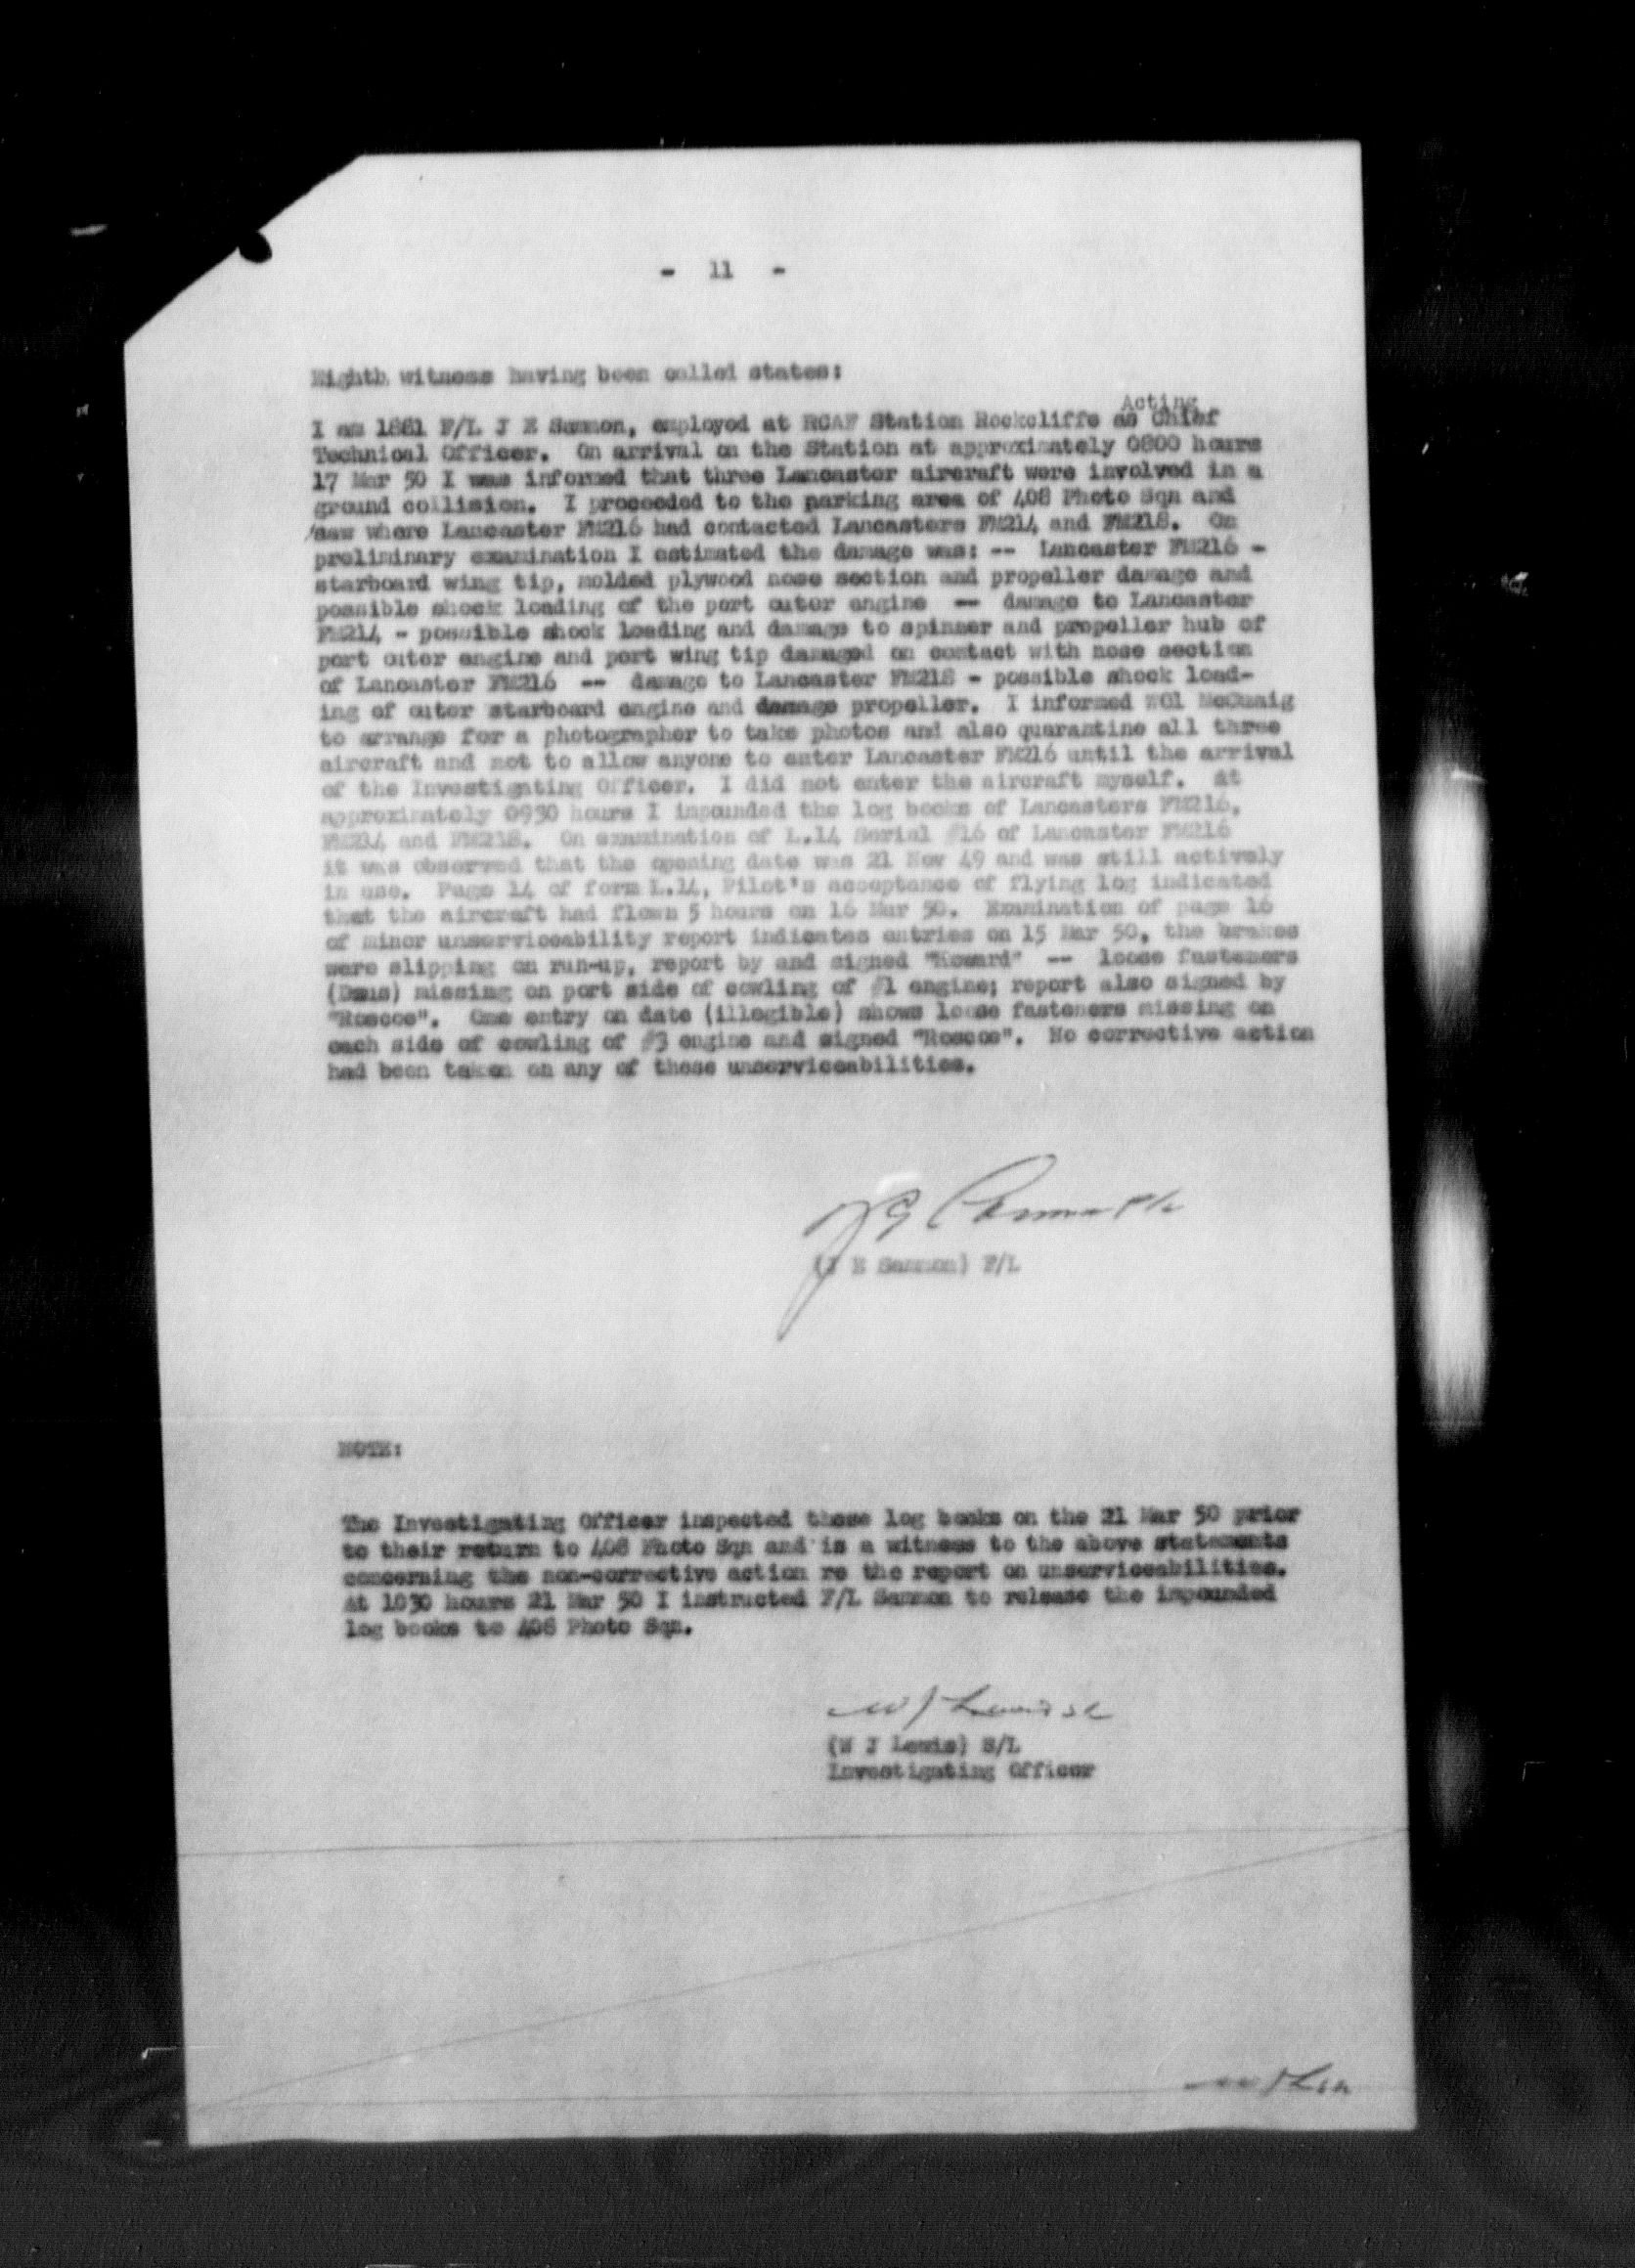 - 11 -
Eighth witness having been called states:
Acting
I am 1881 F/L J E Sammon, employed at RCAF Station Rockcliffe as Chief
Technical Officer. On arrival on the Station at approximately 0800 hours
17 Mar 50 I was informed that three Lancaster aircraft were involved in a
ground collision. I proceeded to the parking area of 408 Photo Sqn and
saw where Lancaster FM216 had contacted Lancasters FM214 and FM218. On
preliminary examination I estimated the damage was: -- Lancaster FM216 -
starboard wing tip, molded plywood nose section and propeller damage and
possible shock loading of the port outer engine -- damage to Lancaster
FM214 - possible shock loading and damage to spinner and propeller hub of
port outer engine and port wing tip damaged on contact with nose section
of Lancaster FM216 -- damage to Lancaster FM218 - possible shock load-
ing of outer starboard engine and damage propeller. I informed WO1 McCuaig
to arrange for a photographer to take photos and also quarantine all three
aircraft and not to allow anyone to enter Lancaster FM216 until the arrival
of the Investigating Officer. I did not enter the aircraft myself. At
approximately 0930 hours I impounded the log books of Lancasters FM216,
FM214 and FM218. On examination of L.14 Serial #16 of Lancaster FM216
it was observed that the opening date was 21 Nov 49 and was still actively
in use. Page 14 of form L.14, Pilot's acceptance of flying log indicated
that the aircraft had flown 5 hours on 16 Mar 50. Examination of page 16
of minor unserviceability report indicates entries on 15 Mar 50, the brakes
were slipping on run-up, report by and signed "Howard" -- loose fasteners
(Dzus) missing on port side of cowling of #1 engine; report also signed by
"Roscoe". One entry on date (illegible) shows loose fasteners missing on
each side of cowling of #3 engine and signed "Roscoe". No corrective action
had been taken on any of these unserviceabilities.
(J E Sammon) F/L
NOTE:
The Investigating Officer inspected these log books on the 21 Mar 50 prior
to their return to 408 Photo Sqn and is a witness to the above statements
concerning the non-corrective action re the report on unserviceabilities.
At 1030 hours 21 Mar 50 I instructed F/L Sammon to release the impounded
log books to 408 Photo Sqn.
W J Lewis S/L
(W J Lewis) S/L
Investigating Officer